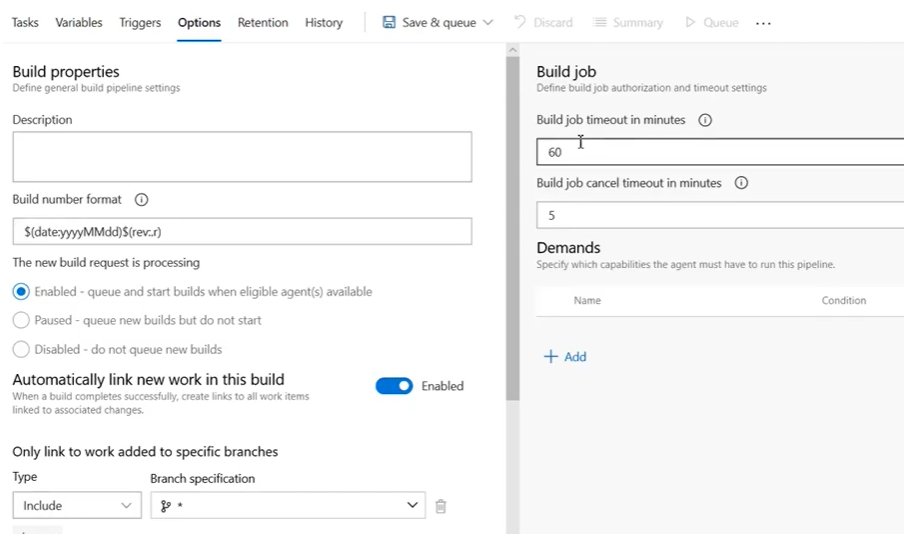 Tasks Variables Triggers Options Retention History Save & queue Discard Summary Queue ...
Build properties
Define general build pipeline settings
Description
Build number format
$(date:yyyyMMdd)$(rev:.r)
The new build request is processing
Enabled - queue and start builds when eligible agent(s) available
Paused - queue new builds but do not start
Disabled - do not queue new builds
Automatically link new work in this build
Enabled
When a build completes successfully, create links to all work items
linked to associated changes.
Only link to work added to specific branches
Type Branch specification
Include *
Build job
Define build job authorization and timeout settings
Build job timeout in minutes
60
Build job cancel timeout in minutes
5
Demands
Specify which capabilities the agent must have to run this pipeline.
Name Condition
+ Add